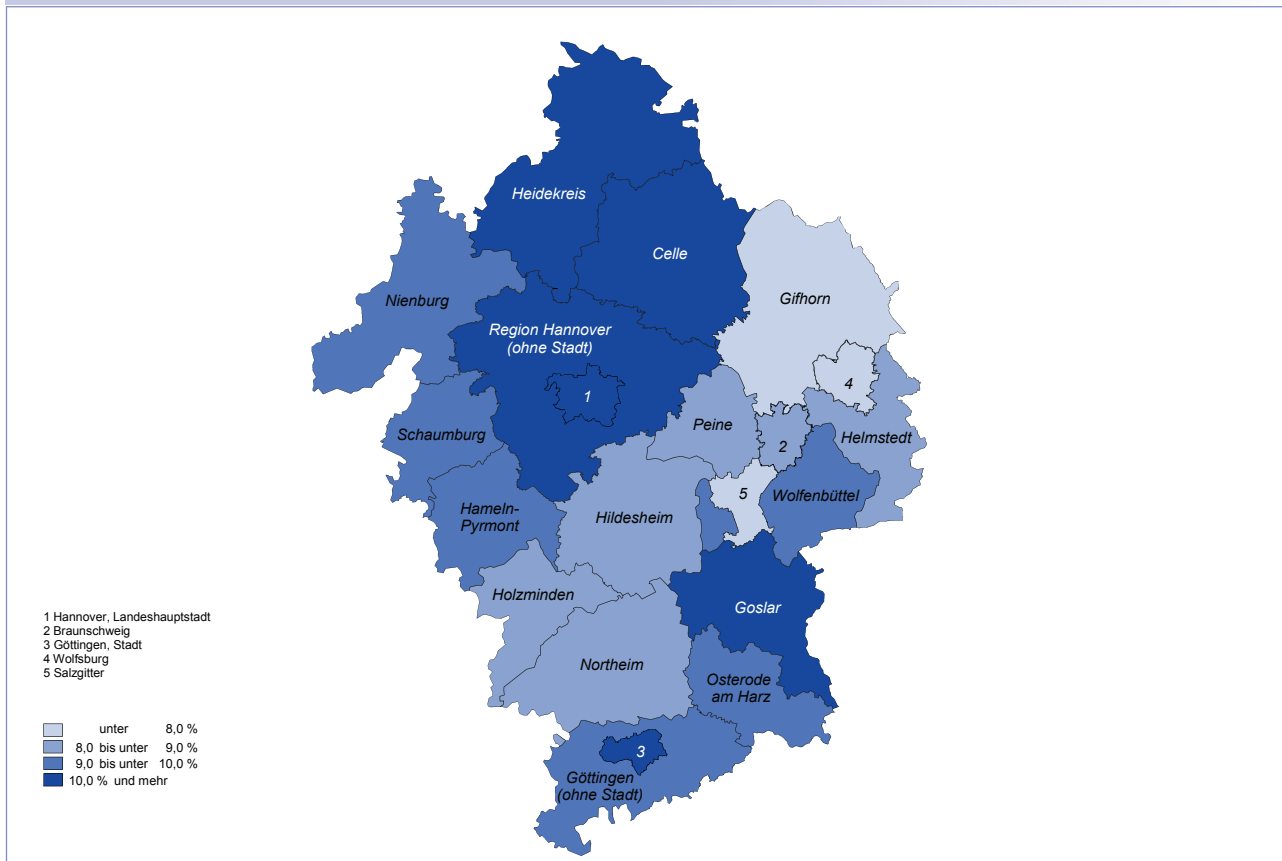 Heidekreis
Celle
Nienburg
Gifhorn
Region Hannover
(ohne Stadt)
4
1
Peine
Schaumburg
2
Helmstedt
5
Wolfenbüttel
Hameln-
Pyrmont
Hildesheim
Holzminden
Goslar
Northeim
Osterode
am Harz
3
Göttingen
(ohne Stadt)
1 Hannover, Landeshauptstadt
2 Braunschweig
3 Göttingen, Stadt
4 Wolfsburg
5 Salzgitter
unter 8,0 %
8,0 bis unter 9,0 %
9,0 bis unter 10,0 %
10,0 % und mehr